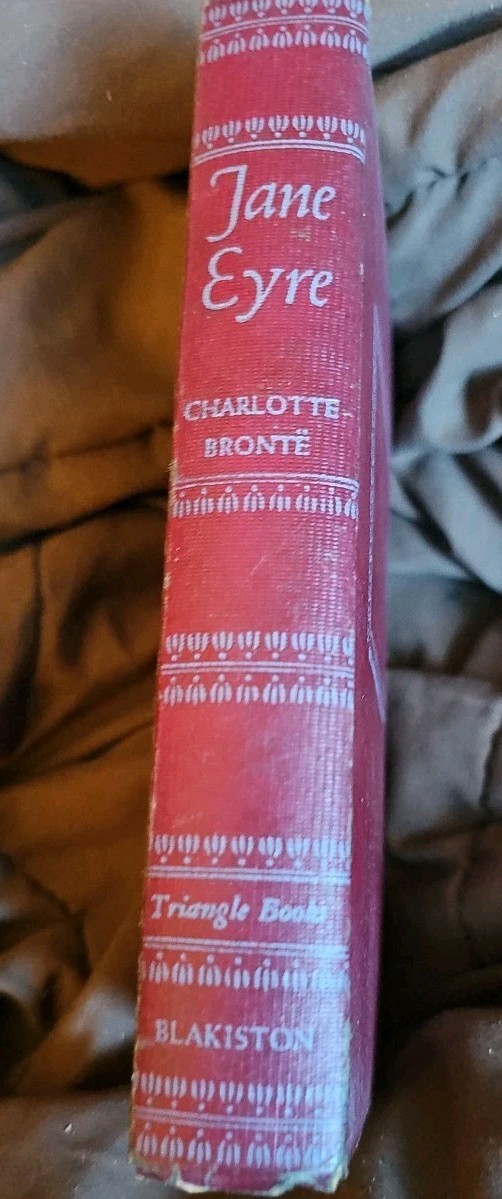 Jane
Eyre
CHARLOTTE
BRONTË
Triangle Books
BLAKISTON